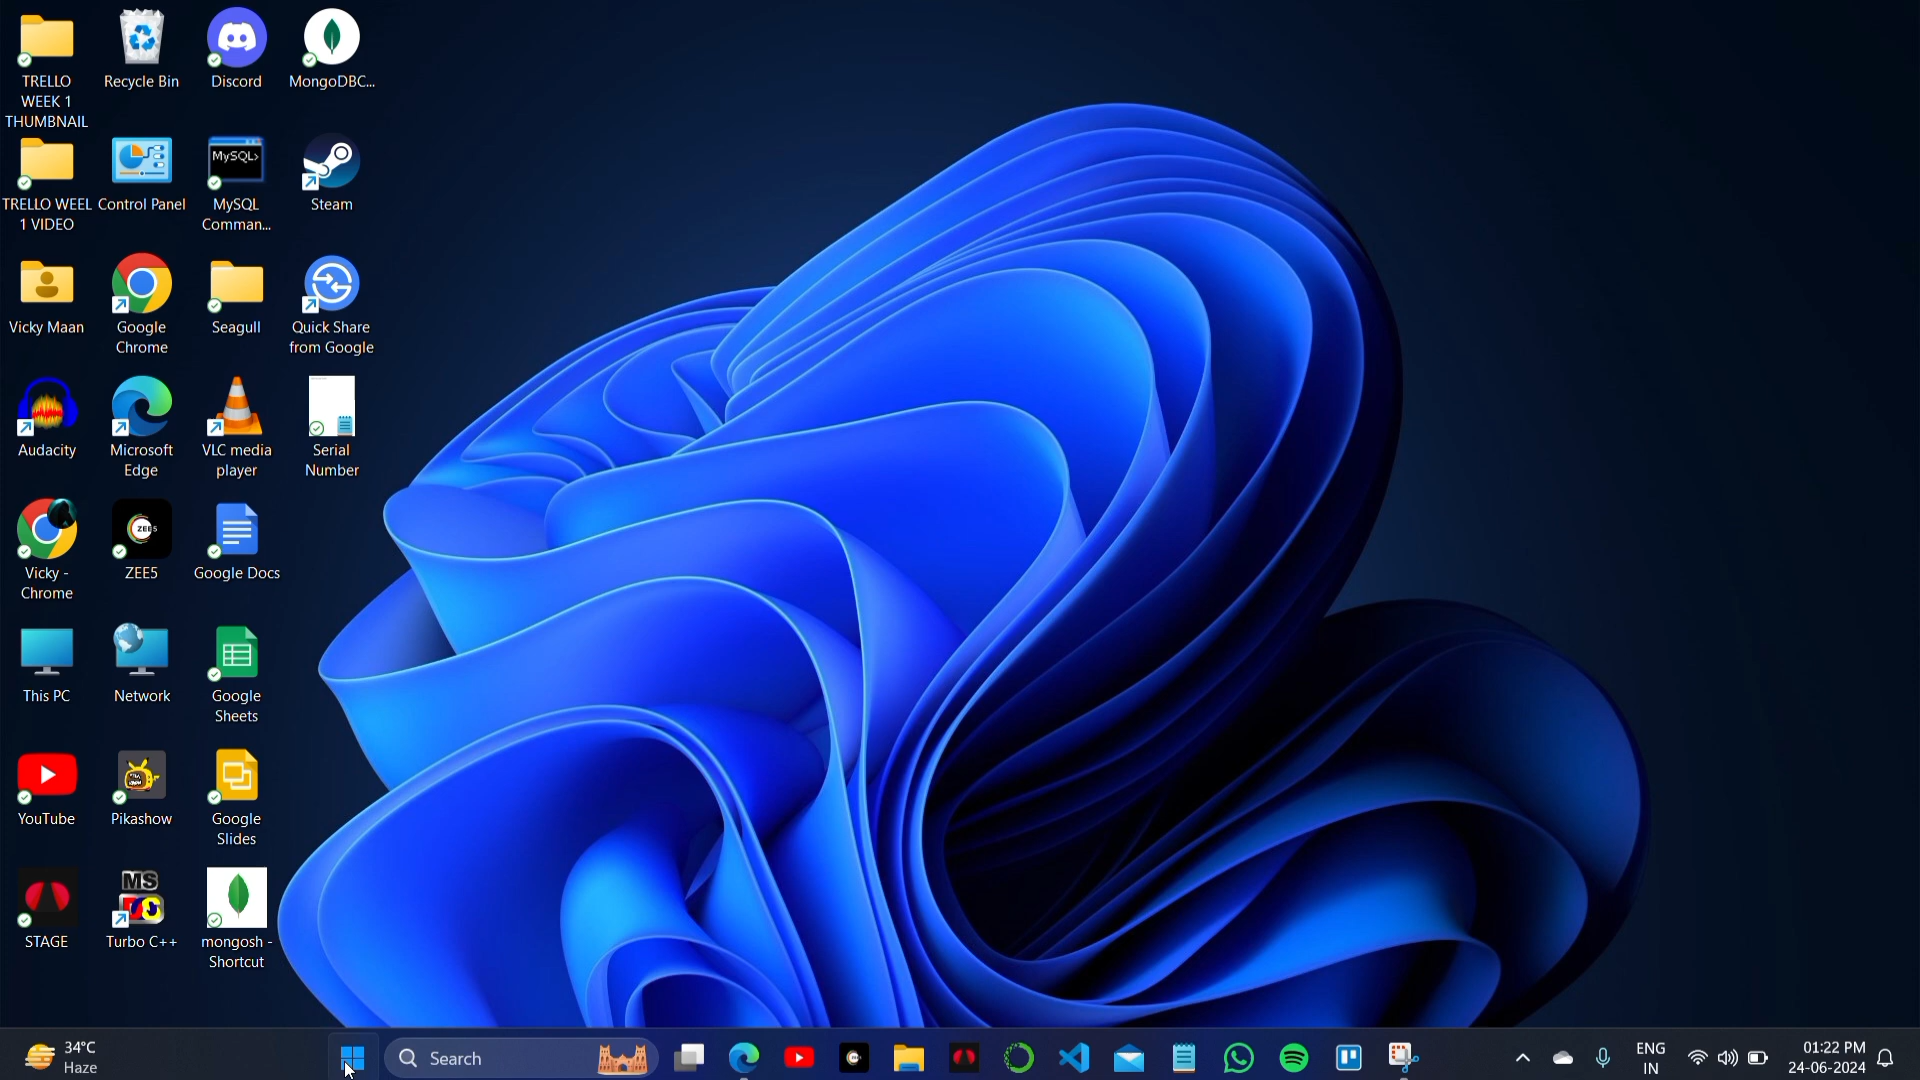 TRELLO
WEEK 1
THUMBNAIL
Recycle Bin
Discord
MongoDBC...
TRELLO WEEL
1 VIDEO
Control Panel
MySQL>
MySQL
Comman...
Steam
Vicky Maan
Google
Chrome
Seagull
Quick Share
from Google
Audacity
Microsoft
Edge
VLC media
player
Serial
Number
Vicky -
Chrome
ZEE5
ZEE5
Google Docs
This PC
Network
Google
Sheets
YouTube
Pikashow
Google
Slides
STAGE
MS
Turbo C++
mongosh -
Shortcut
34°C
Haze
Search
ENG
IN
01:22 PM
24-06-2024